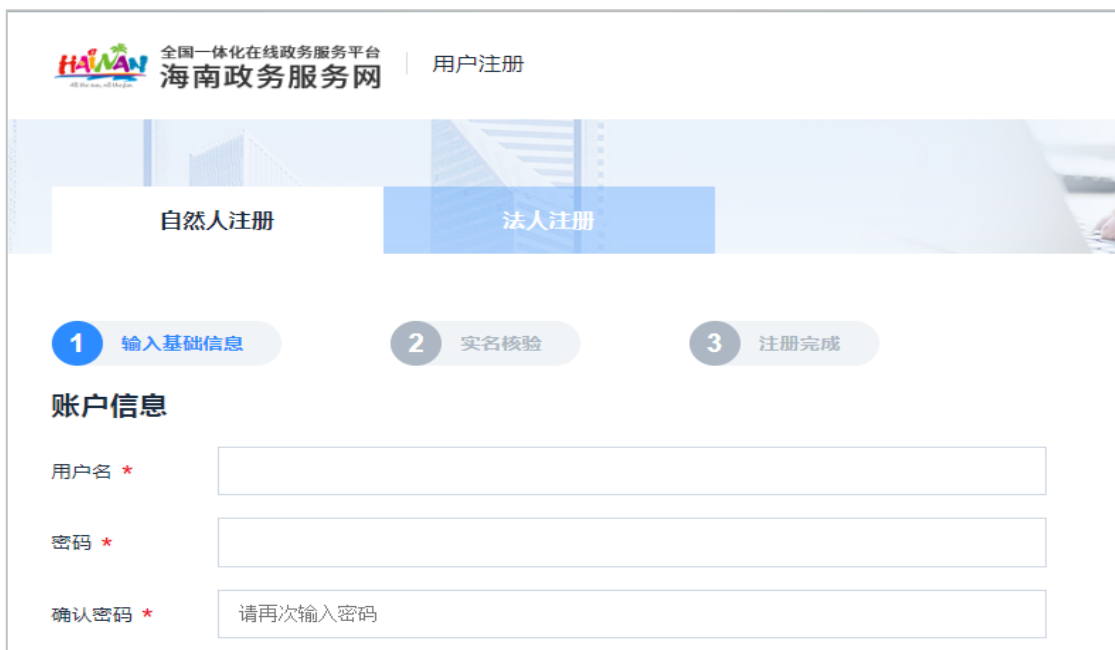 HAINAN
全国一体化在线政务服务平台
海南政务服务网
用户注册
自然人注册
法人注册
1 输入基础信息
2 实名核验
3 注册完成
账户信息
用户名 *
密码 *
确认密码 *
请再次输入密码